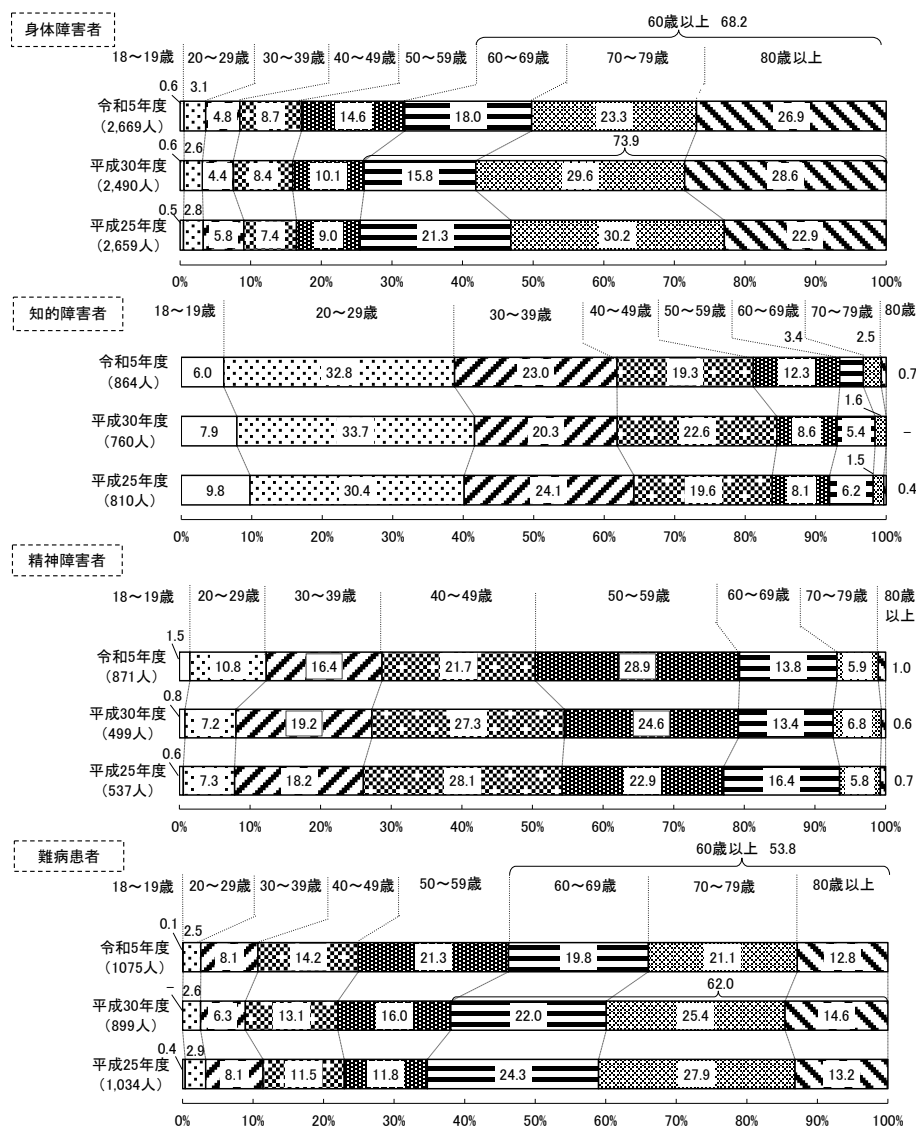 身体障害者
60歳以上 68.2
18～19歳 20～29歳 30～39歳 40～49歳 50～59歳 60～69歳 70～79歳 80歳以上
0.6 3.1
令和5年度
(2,669人)
4.8 8.7 14.6 18.0 23.3 26.9
73.9
0.6 2.6
平成30年度
(2,490人)
4.4 8.4 10.1 15.8 29.6 28.6
0.5 2.8
平成25年度
(2,659人)
5.8 7.4 9.0 21.3 30.2 22.9
0% 10% 20% 30% 40% 50% 60% 70% 80% 90% 100%
知的障害者
18～19歳 20～29歳 30～39歳 40～49歳 50～59歳 60～69歳 70～79歳 80歳
3.4 2.5
令和5年度
(864人)
6.0 32.8 23.0 19.3 12.3 0.7
1.6
平成30年度
(760人)
7.9 33.7 20.3 22.6 8.6 5.4 －
1.5
平成25年度
(810人)
9.8 30.4 24.1 19.6 8.1 6.2 0.4
0% 10% 20% 30% 40% 50% 60% 70% 80% 90% 100%
精神障害者
18～19歳 20～29歳 30～39歳 40～49歳 50～59歳 60～69歳 70～79歳 80歳
以上
1.5
令和5年度
(871人)
10.8 16.4 21.7 28.9 13.8 5.9 1.0
0.8
平成30年度
(499人)
7.2 19.2 27.3 24.6 13.4 6.8 0.6
0.6
平成25年度
(537人)
7.3 18.2 28.1 22.9 16.4 5.8 0.7
0% 10% 20% 30% 40% 50% 60% 70% 80% 90% 100%
難病患者
60歳以上 53.8
18～19歳 20～29歳 30～39歳 40～49歳 50～59歳 60～69歳 70～79歳 80歳以上
0.1 2.5
令和5年度
(1075人)
8.1 14.2 21.3 19.8 21.1 12.8
62.0
－ 2.6
平成30年度
(899人)
6.3 13.1 16.0 22.0 25.4 14.6
0.4 2.9
平成25年度
(1,034人)
8.1 11.5 11.8 24.3 27.9 13.2
0% 10% 20% 30% 40% 50% 60% 70% 80% 90% 100%